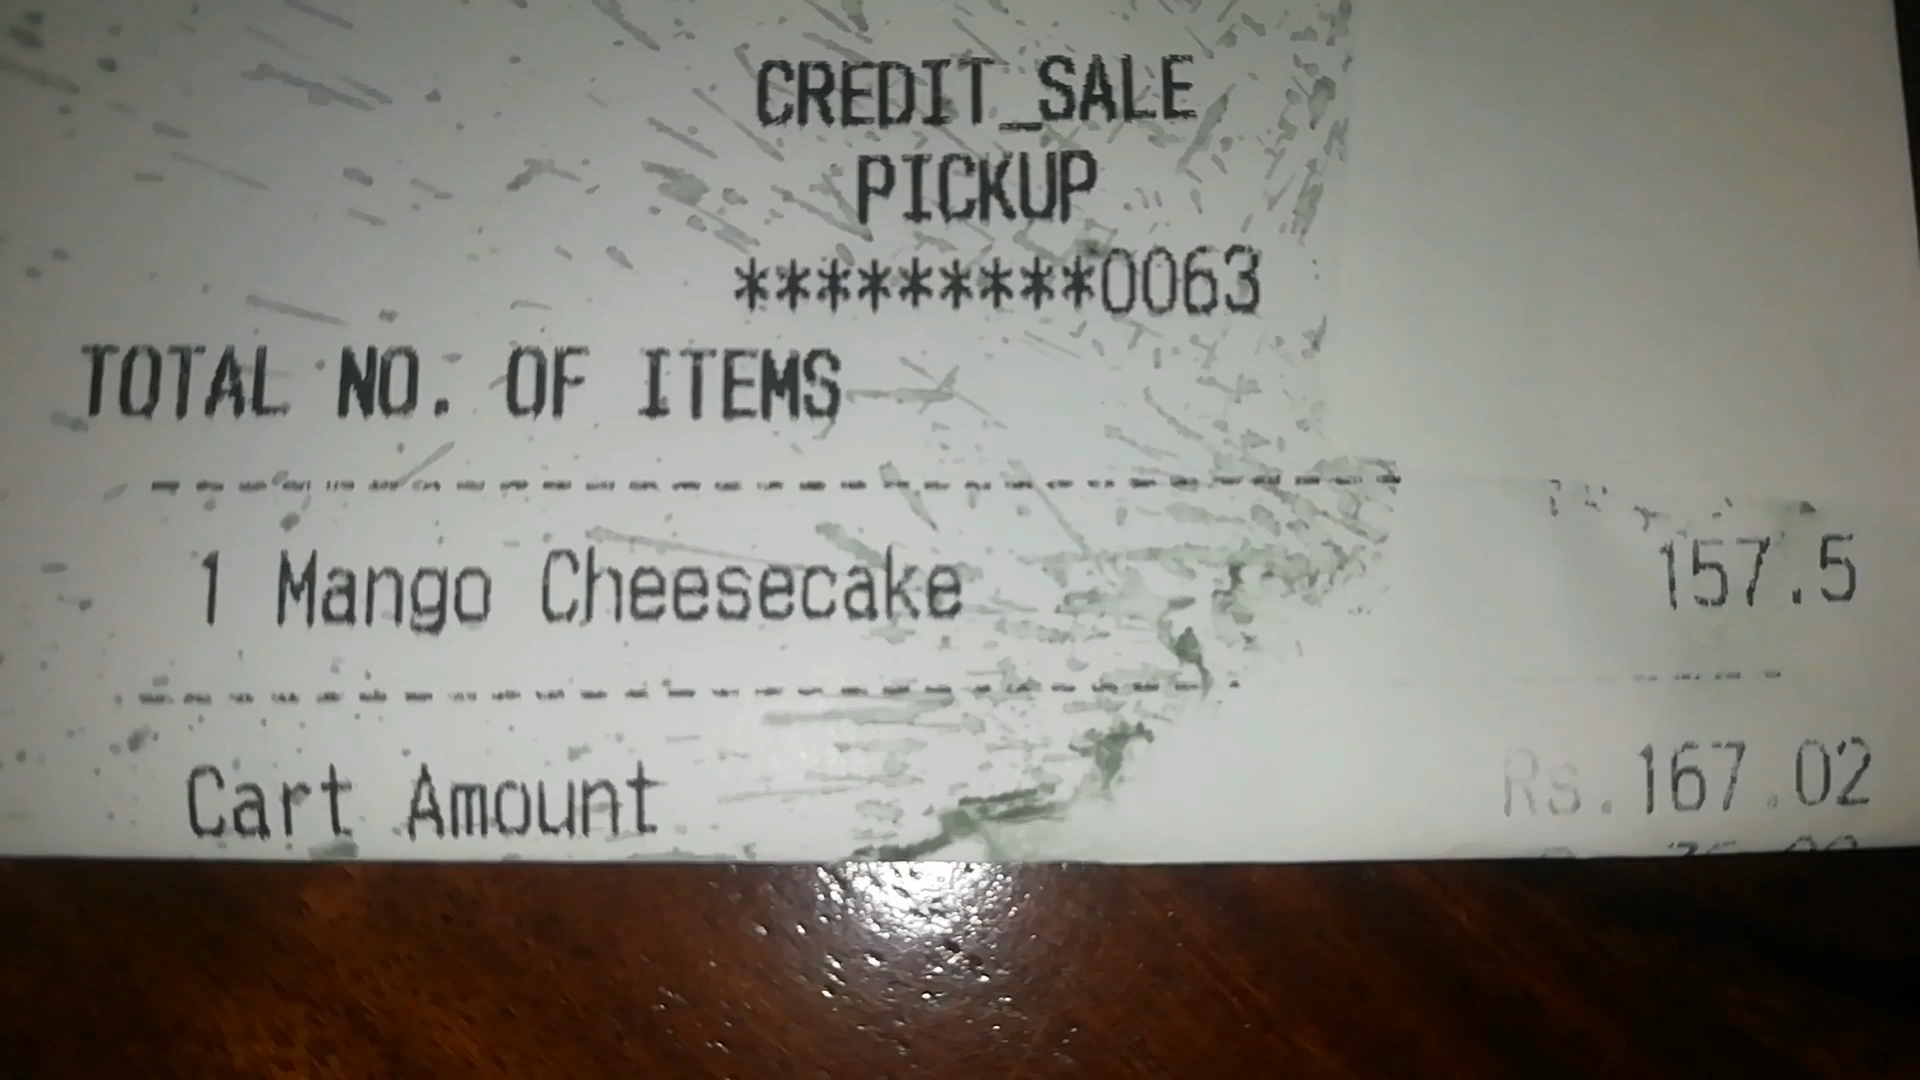 CREDIT_SALE
PICKUP
*********0063
TOTAL NO. OF ITEMS
1 Mango Cheesecake 157.5
Cart Amount Rs.167.02